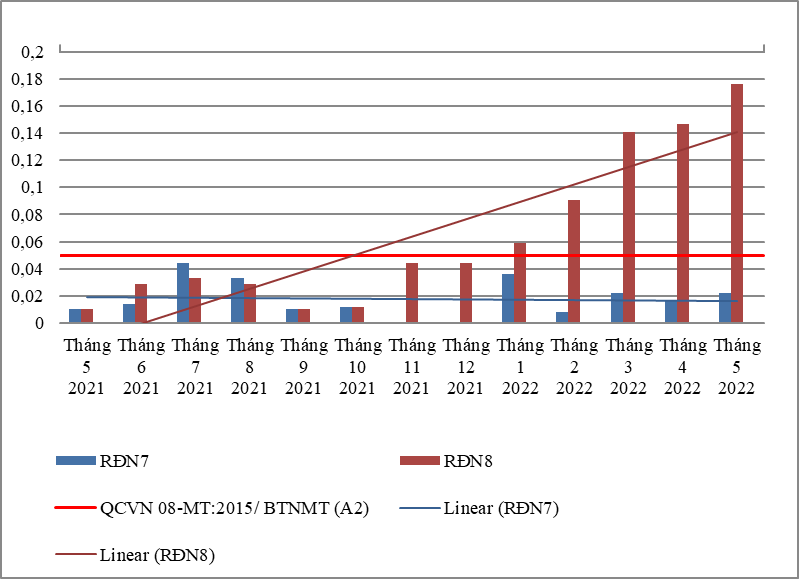 0,2
0,18
0,16
0,14
0,12
0,1
0,08
0,06
0,04
0,02
0
Tháng Tháng Tháng Tháng Tháng Tháng Tháng Tháng Tháng Tháng Tháng Tháng Tháng
5 6 7 8 9 10 11 12 1 2 3 4 5
2021 2021 2021 2021 2021 2021 2021 2021 2022 2022 2022 2022 2022
RĐN7 RĐN8
QCVN 08-MT:2015/ BTNMT (A2) Linear (RĐN7)
Linear (RĐN8)